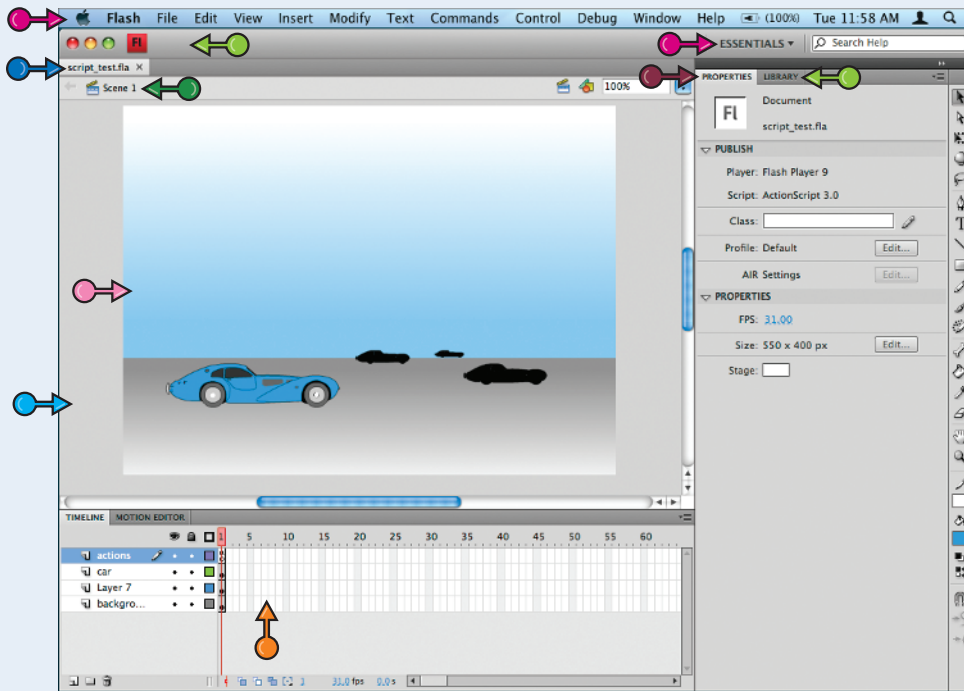 Flash File Edit View Insert Modify Text Commands Control Debug Window Help (100%) Tue 11:58 AM
Fl
ESSENTIALS Search Help
script_test.fla ×
Scene 1
100%
PROPERTIES LIBRARY
Fl
Document
script_test.fla
PUBLISH
Player: Flash Player 9
Script: ActionScript 3.0
Class:
Profile: Default Edit...
AIR Settings Edit...
PROPERTIES
FPS: 31.00
Size: 550 x 400 px Edit...
Stage:
TIMELINE MOTION EDITOR
1 5 10 15 20 25 30 35 40 45 50 55 60
actions
car
Layer 7
backgro...
1 31.0 fps 0.0 s
T